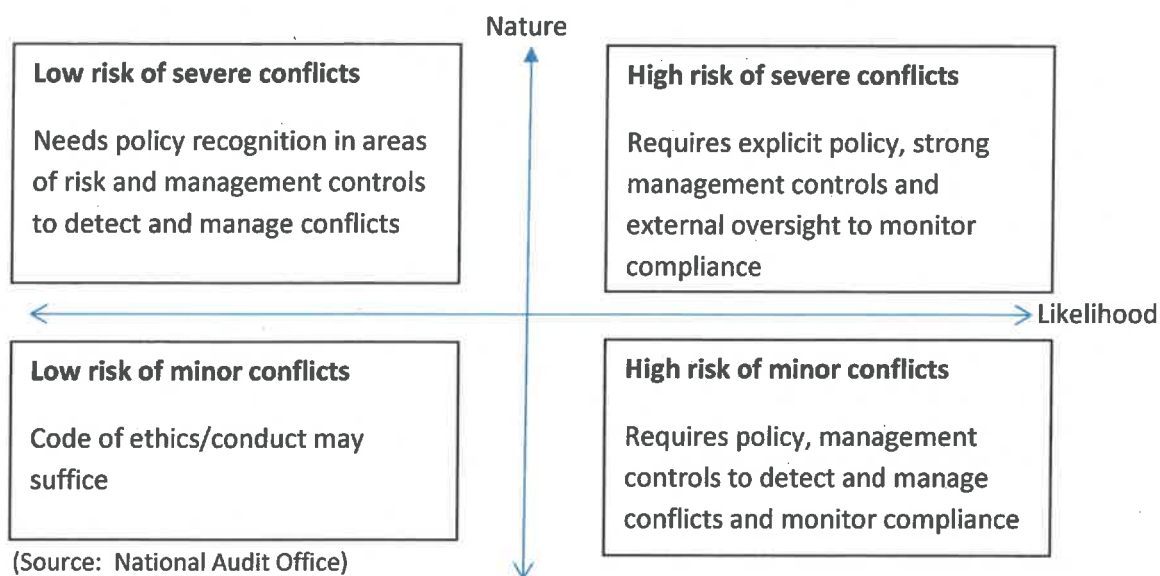 Nature
Low risk of severe conflicts
Needs policy recognition in areas
of risk and management controls
to detect and manage conflicts
High risk of severe conflicts
Requires explicit policy, strong
management controls and
external oversight to monitor
compliance
Likelihood
Low risk of minor conflicts
Code of ethics/conduct may
suffice
High risk of minor conflicts
Requires policy, management
controls to detect and manage
conflicts and monitor compliance
(Source: National Audit Office)